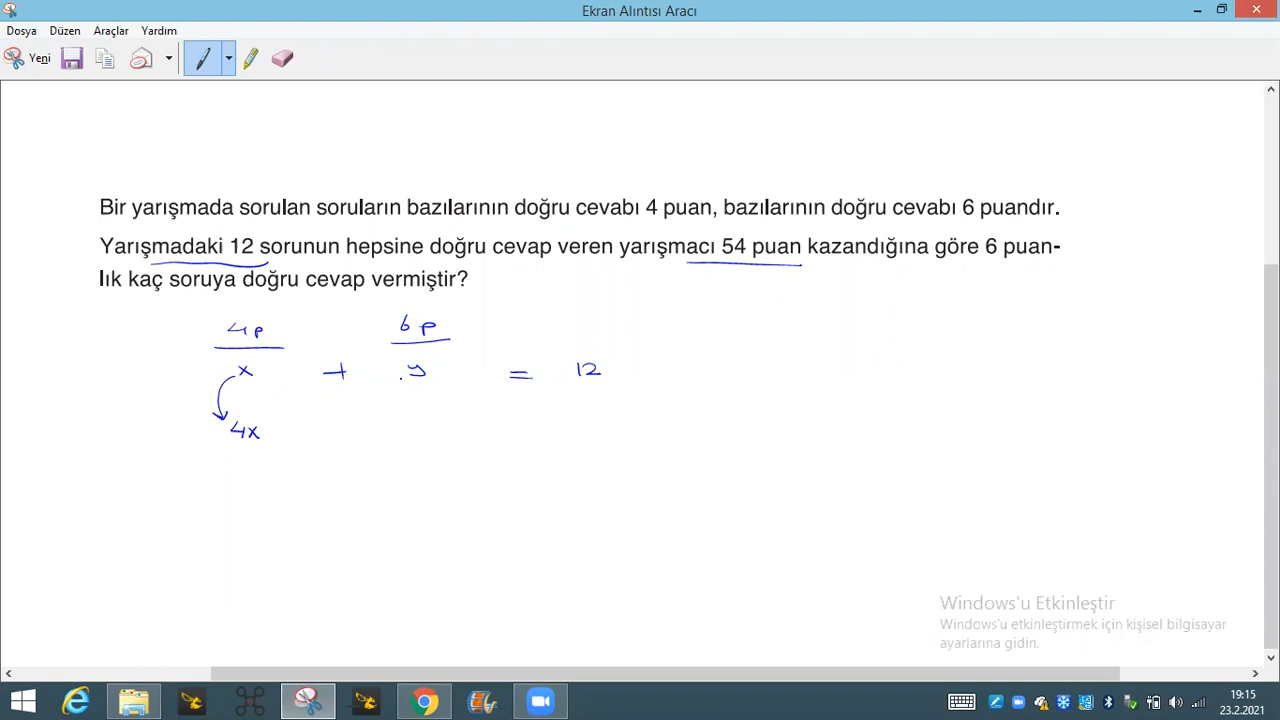 Ekran Alıntısı Aracı
Dosya Düzen Araçlar Yardım
Yeni
Bir yarışmada sorulan soruların bazılarının doğru cevabı 4 puan, bazılarının doğru cevabı 6 puandır.
Yarışmadaki 12 sorunun hepsine doğru cevap veren yarışmacı 54 puan kazandığına göre 6 puan-
lık kaç soruya doğru cevap vermiştir?
4p 6p
x + y = 12
4x
Windows'u Etkinleştir
Windows'u etkinleştirmek için kişisel bilgisayar
ayarlarına gidin.
19:15
23.2.2021